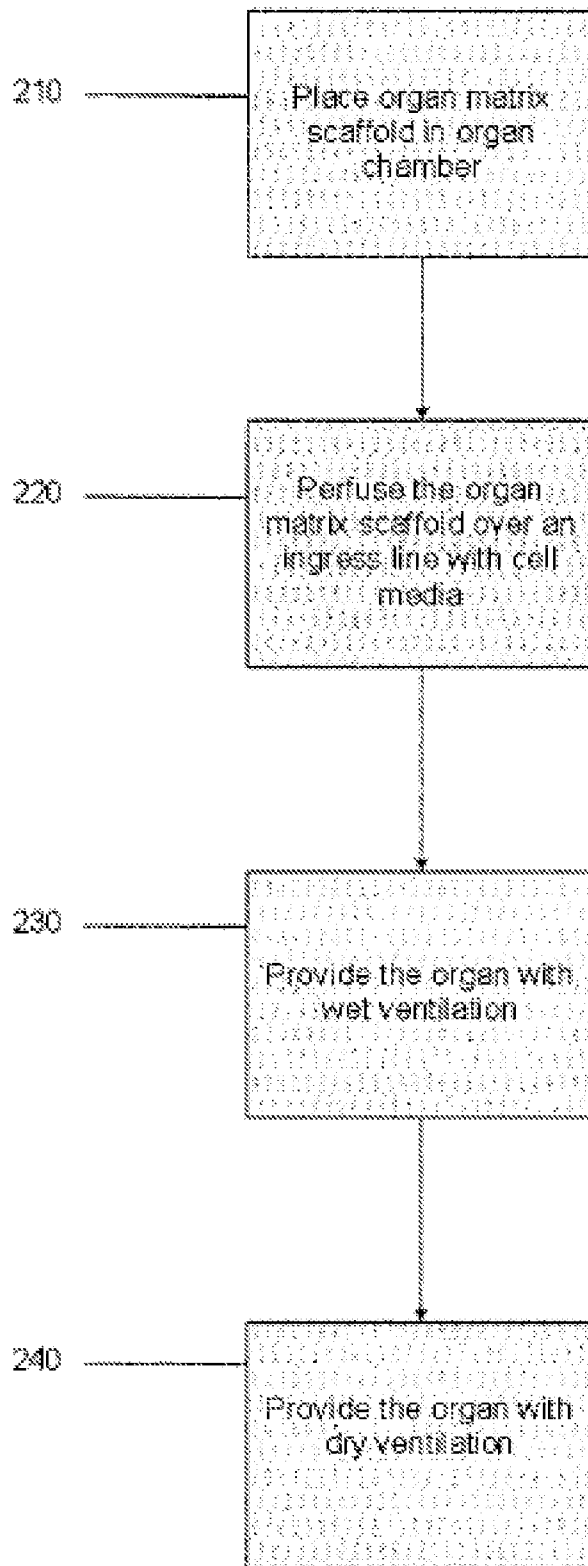 210
Place organ matrix
scaffold in organ
chamber
220
Perfuse the organ
matrix scaffold over an
ingress line with cell
media
230
Provide the organ with
wet ventilation
240
Provide the organ with
dry ventilation